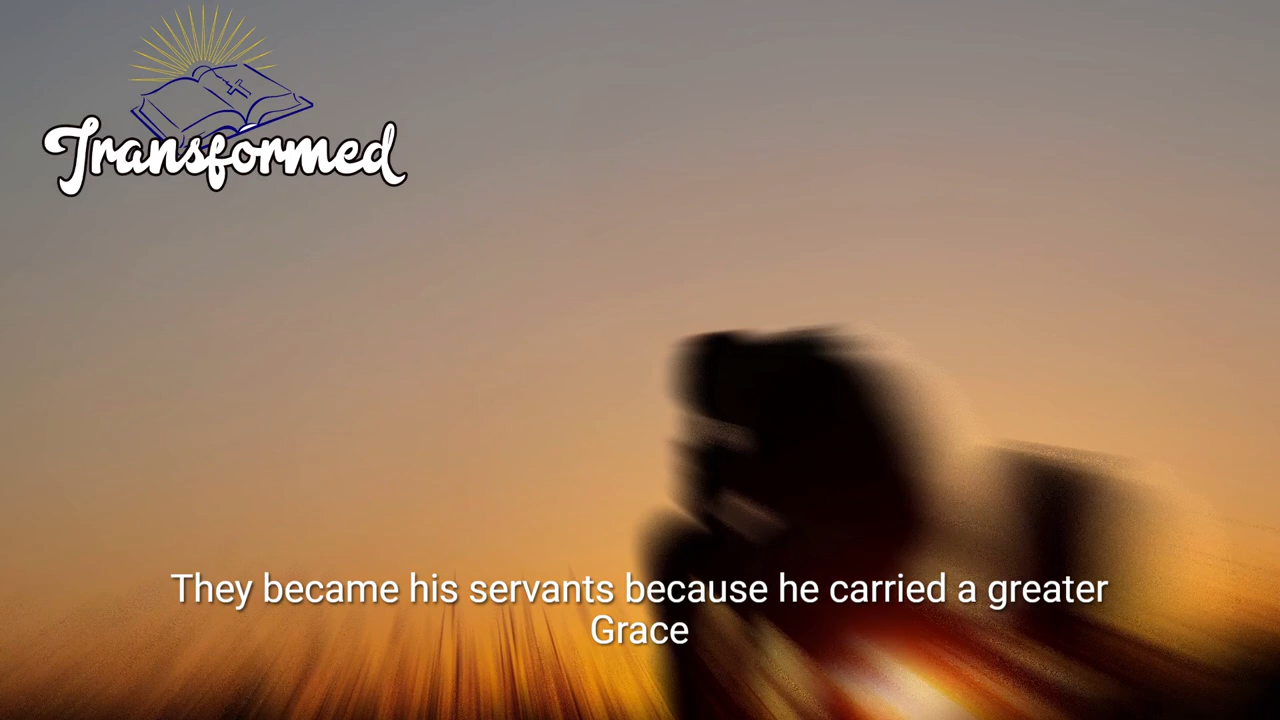 Transformed
They became his servants because he carried a greater
Grace